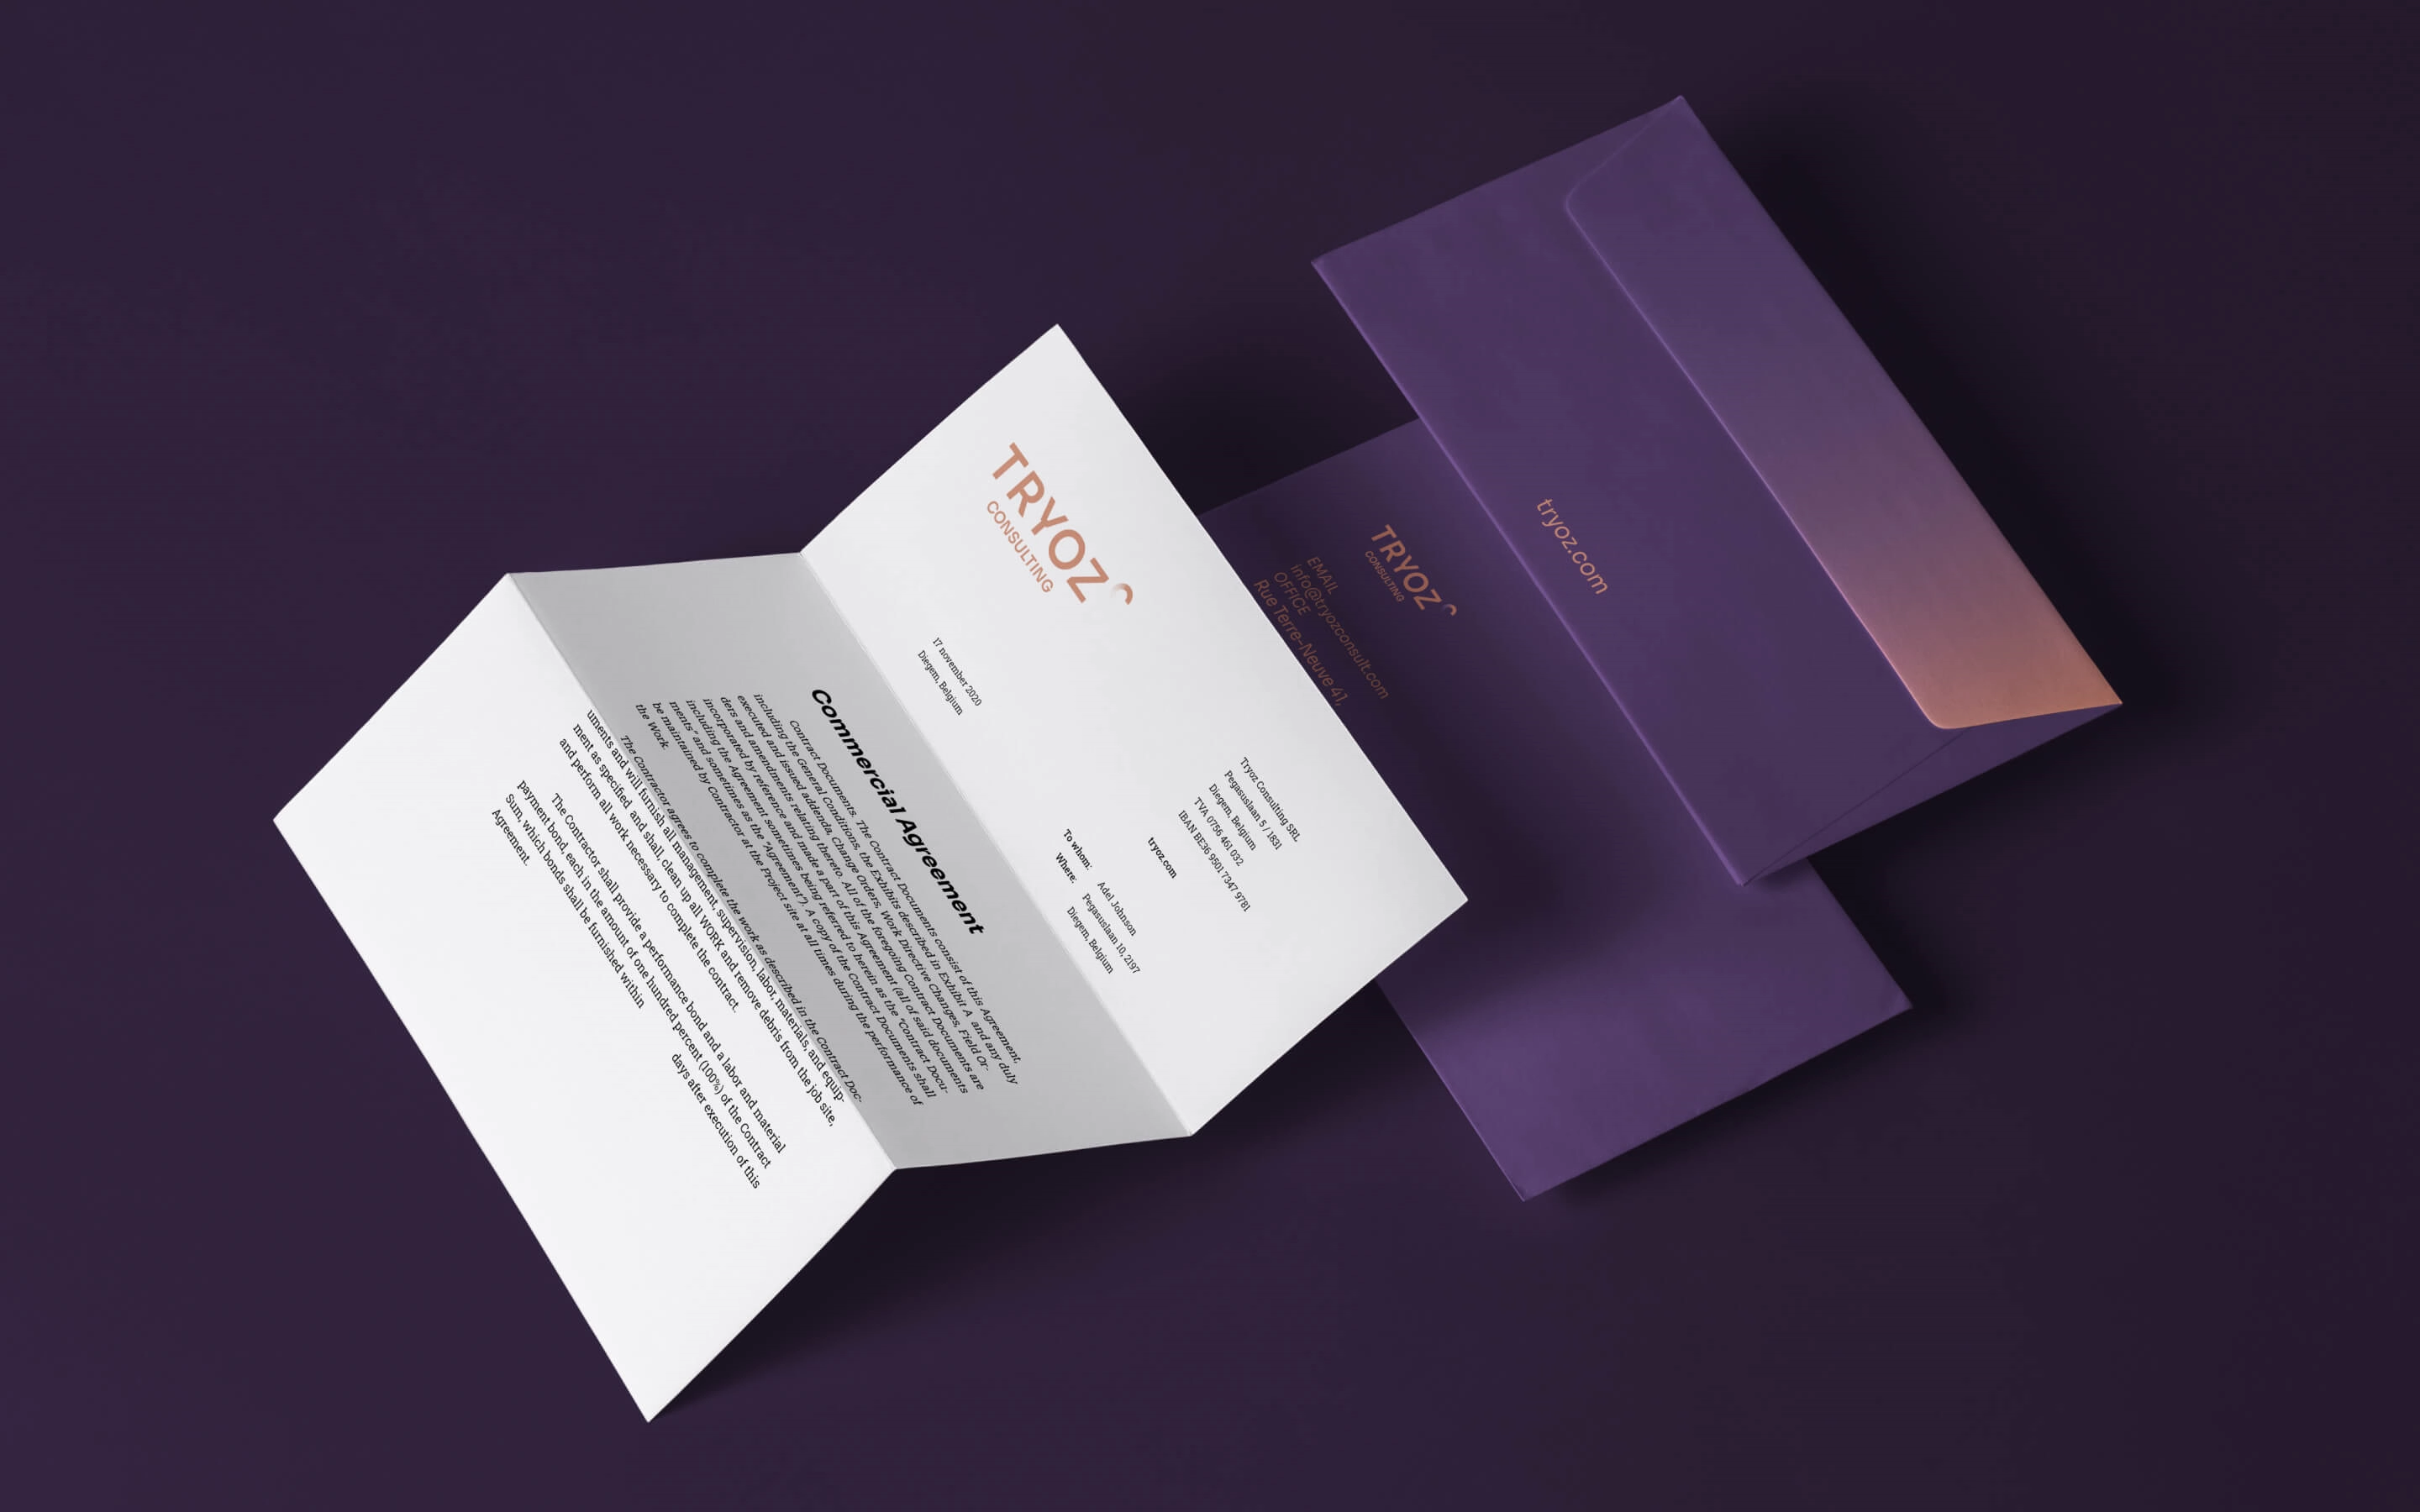 TRYOZ
CONSULTING
17 november 2020
Diegem, Belgium
Tryoz Consulting SRL
Pegasuslaan 5 / 1831
Diegem, Belgium
TVA 0756 461 032
IBAN BE36 9501 7347 9781
tryoz.com
To whom: Adel Johnson
Where: Pegasuslaan 10, 2197
Diegem, Belgium
Commercial Agreement
Contract Documents. The Contract Documents consist of this Agreement,
including the General Conditions, the Exhibits described in Exhibit A and any duly
executed and issued addenda, Change Orders, Work Directive Changes, Field Or-
ders and amendments relating thereto. All of the foregoing Contract Documents are
incorporated by reference and made a part of this Agreement (all of said documents
including the Agreement sometimes being referred to herein as the "Contract Docu-
ments" and sometimes as the "Agreement"). A copy of the Contract Documents shall
be maintained by Contractor at the Project site at all times during the performance of
the Work.
The Contractor agrees to complete the work as described in the Contract Doc-
uments and will furnish all management, supervision, labor, materials, and equip-
ment as specified, and shall, clean up all WORK and remove debris from the job site,
and perform all work necessary to complete the contract.
The Contractor shall provide a performance bond and a labor and material
payment bond, each in the amount of one hundred percent (100%) of the Contract
Sum, which bonds shall be furnished within days after execution of this
Agreement.
TRYOZ
CONSULTING
EMAIL
info@tryozconsult.com
OFFICE
Rue Terre-Neuve 41,
tryoz.com